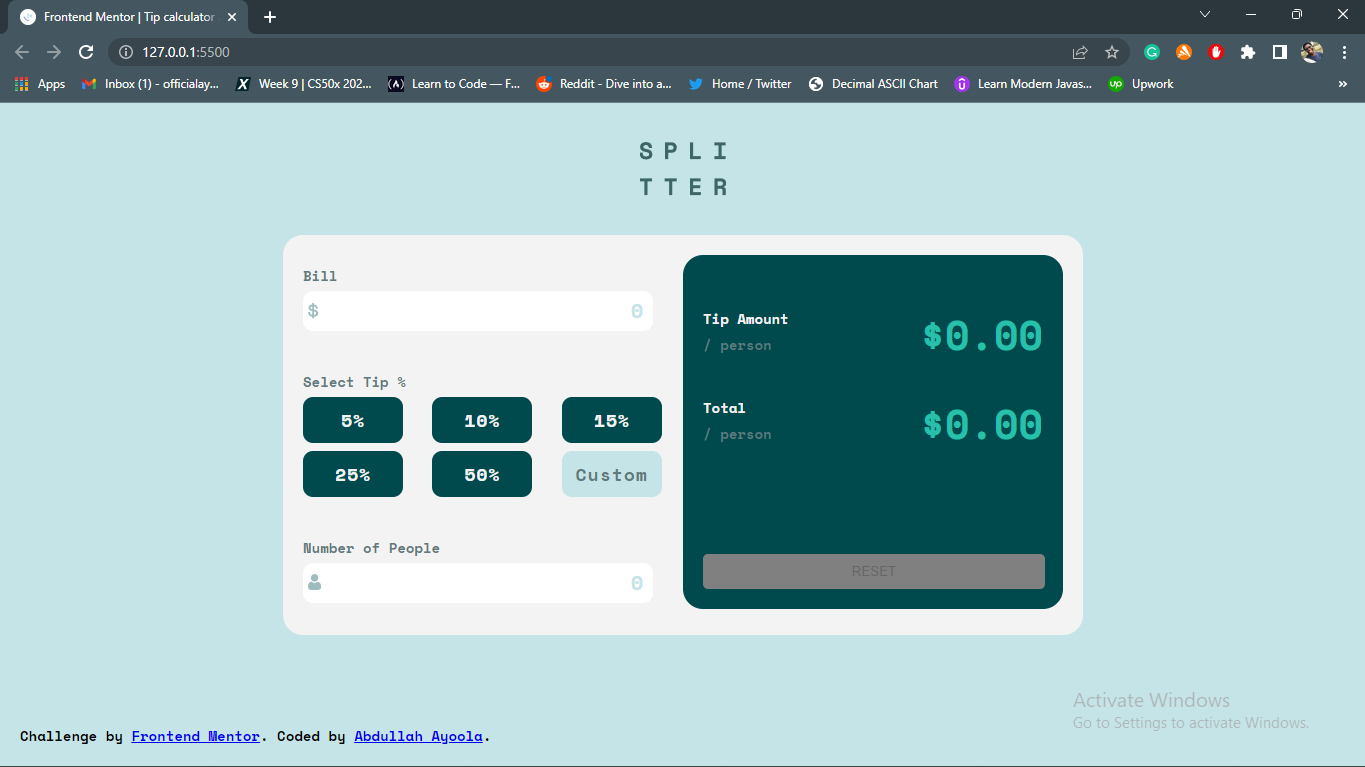 Frontend Mentor | Tip calculator
127.0.0.1:5500
Apps
Inbox (1) - officialay...
Week 9 | CS50x 202...
Learn to Code — F...
Reddit - Dive into a...
Home / Twitter
Decimal ASCII Chart
Learn Modern Javas...
up Upwork
»
SPLI
TTER
Bill
$ 0
Select Tip %
5% 10% 15%
25% 50% Custom
Number of People
0
Tip Amount
/ person
$0.00
Total
/ person
$0.00
RESET
Activate Windows
Go to Settings to activate Windows.
Challenge by Frontend Mentor. Coded by Abdullah Ayoola.